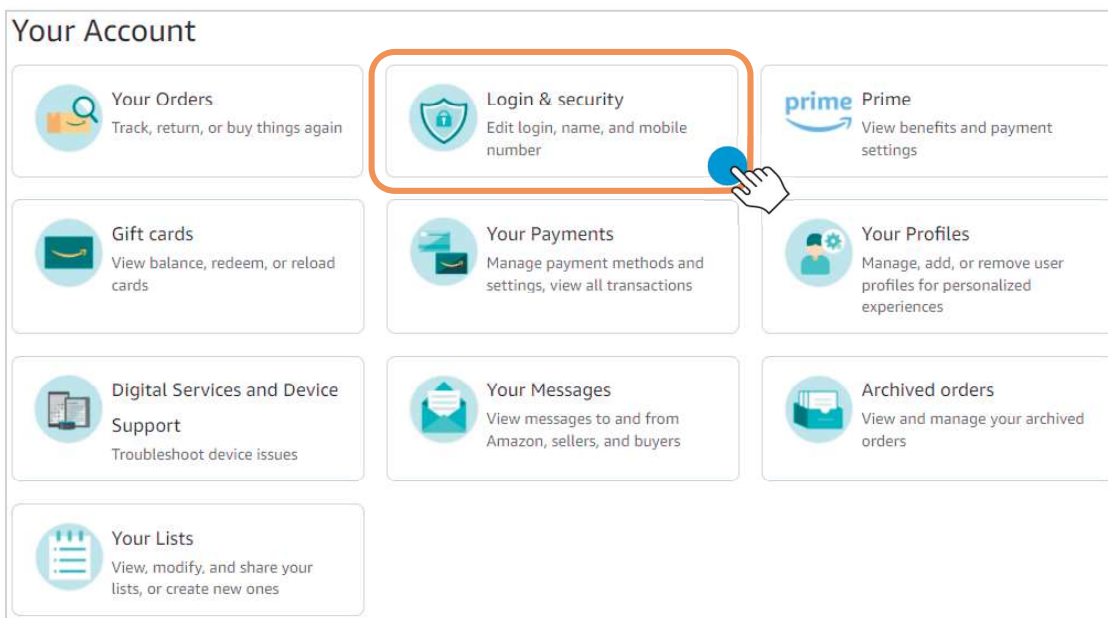 Your Account
Your Orders
Track, return, or buy things again
Login & security
Edit login, name, and mobile
number
prime
Prime
View benefits and payment
settings
Gift cards
View balance, redeem, or reload
cards
Your Payments
Manage payment methods and
settings, view all transactions
Your Profiles
Manage, add, or remove user
profiles for personalized
experiences
Digital Services and Device
Support
Troubleshoot device issues
Your Messages
View messages to and from
Amazon, sellers, and buyers
Archived orders
View and manage your archived
orders
Your Lists
View, modify, and share your
lists, or create new ones